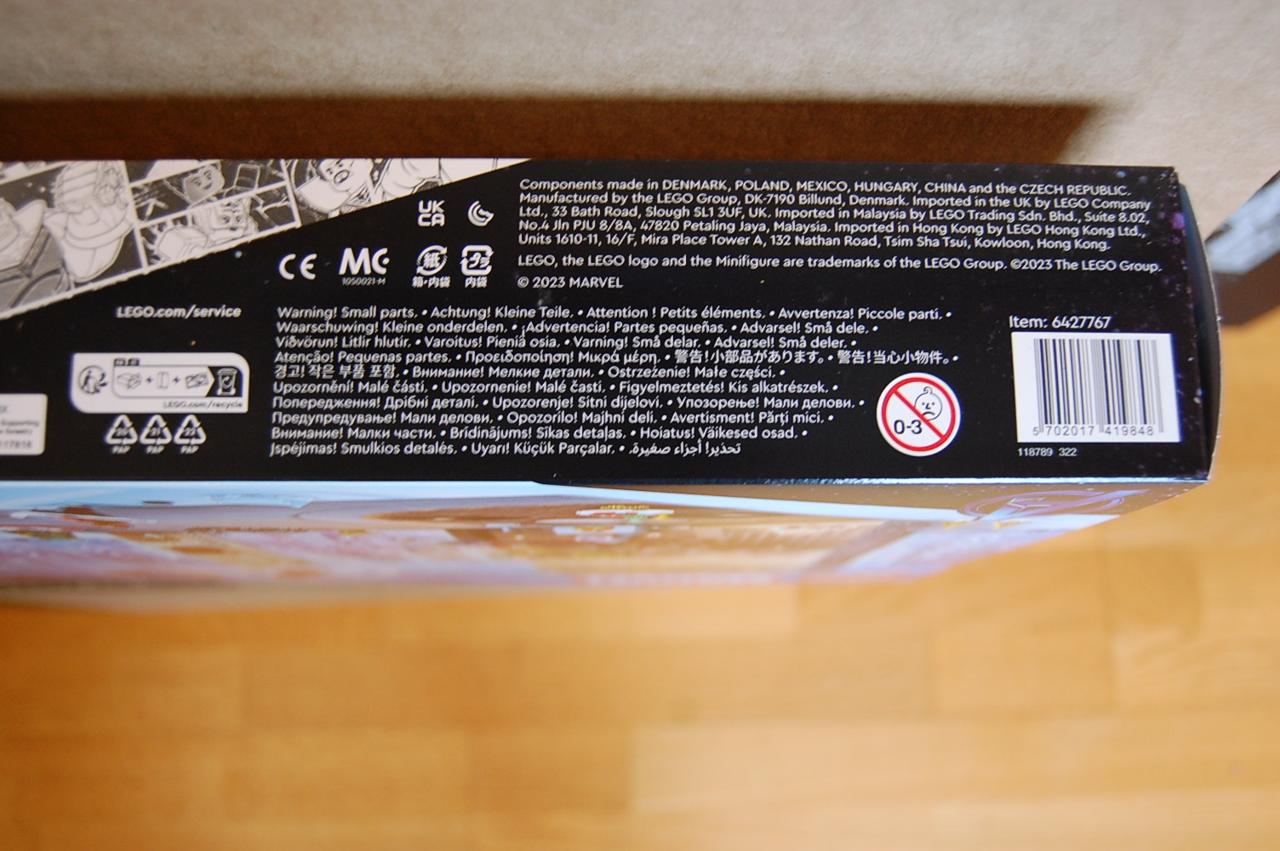 Components made in DENMARK, POLAND, MEXICO, HUNGARY, CHINA and the CZECH REPUBLIC.
Manufactured by the LEGO Group, DK-7190 Billund, Denmark. Imported in the UK by LEGO Company
Ltd., 33 Bath Road, Slough SL1 3UF, UK. Imported in Malaysia by LEGO Trading Sdn. Bhd., Suite 8.02,
No.4 Jln PJU 8/8A, 47820 Petaling Jaya, Malaysia. Imported in Hong Kong by LEGO Hong Kong Ltd.,
Units 1610-11, 16/F, Mira Place Tower A, 132 Nathan Road, Tsim Sha Tsui, Kowloon, Hong Kong.
LEGO, the LEGO logo and the Minifigure are trademarks of the LEGO Group. ©2023 The LEGO Group.
© 2023 MARVEL
UK
CA
CE
MC
1050021-M
紙
箱・内袋
プラ
内袋
LEGO.com/service
Warning! Small parts. • Achtung! Kleine Teile. • Attention ! Petits éléments. • Avvertenza! Piccole parti. •
Waarschuwing! Kleine onderdelen. • ¡Advertencia! Partes pequeñas. • Advarsel! Små dele. •
Viðvörun! Litlir hlutir. • Varoitus! Pieniä osia. • Varning! Små delar. • Advarsel! Små deler. •
Atenção! Pequenas partes. • Προειδοποίηση! Μικρά μέρη. • 警告！小部品があります。 • 警告！当心小物件。 •
경고! 작은 부품 포함. • Внимание! Мелкие детали. • Ostrzeżenie! Małe części. •
Upozornění! Malé části. • Upozornenie! Malé časti. • Figyelmeztetés! Kis alkatrészek. •
Попередження! Дрібні деталі. • Upozorenje! Sitni dijelovi. • Упозорење! Мали делови. •
Предупредување! Мали делови. • Opozorilo! Majhni deli. • Avertisment! Părți mici. •
Внимание! Малки части. • Brīdinājums! Sīkas detaļas. • Hoiatus! Väikesed osad. •
Įspėjimas! Smulkios detalės. • Uyarı! Küçük Parçalar. • تحذير! أجزاء صغيرة.
LEGO.com/recycle
PAP
PAP
PAP
0-3
Item: 6427767
5 702017 419848
118789 322